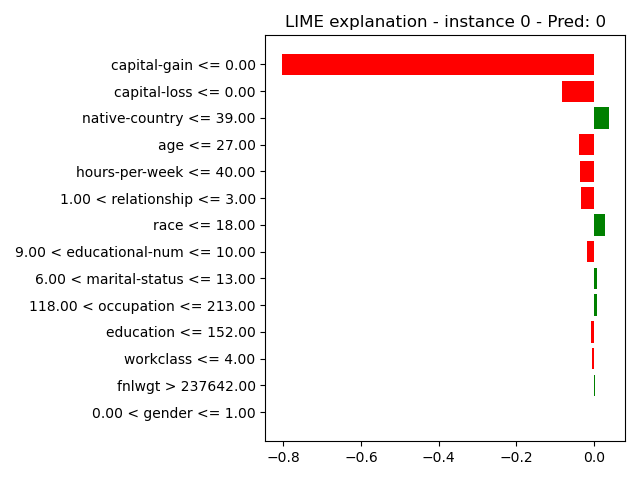 LIME explanation - instance 0 - Pred: 0
capital-gain <= 0.00
capital-loss <= 0.00
native-country <= 39.00
age <= 27.00
hours-per-week <= 40.00
1.00 < relationship <= 3.00
race <= 18.00
9.00 < educational-num <= 10.00
6.00 < marital-status <= 13.00
118.00 < occupation <= 213.00
education <= 152.00
workclass <= 4.00
fnlwgt > 237642.00
0.00 < gender <= 1.00
−0.8 −0.6 −0.4 −0.2 0.0